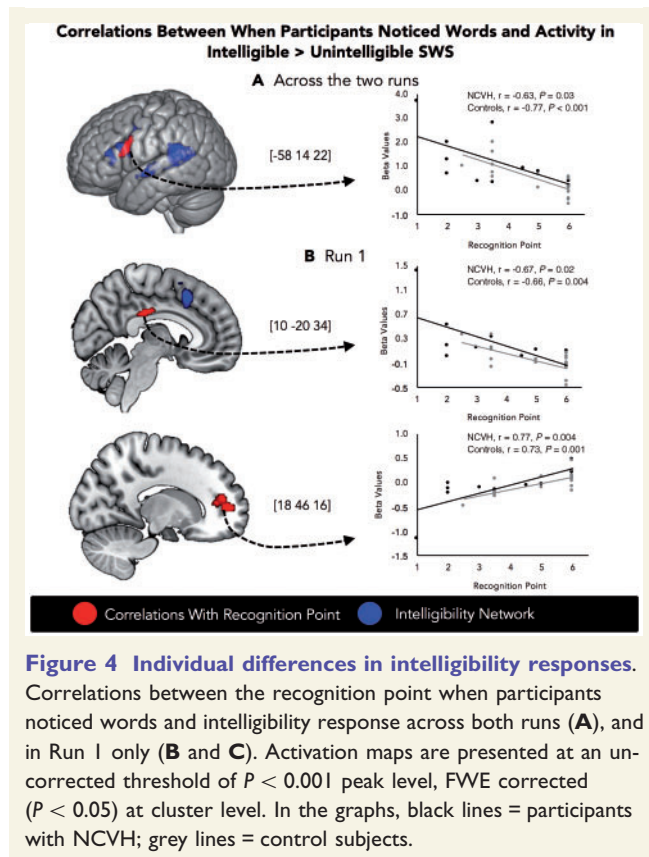 Correlations Between When Participants Noticed Words and Activity in
Intelligible > Unintelligible SWS
A Across the two runs
NCVH, r = -0.63, P = 0.03
Controls, r = -0.77, P < 0.001
4.0
3.0
2.0
1.0
0.0
-1.0
Beta Values
1 2 3 4 5 6
Recognition Point
[-58 14 22]
B Run 1
NCVH, r = -0.67, P = 0.02
Controls, r = -0.66, P = 0.004
1.5
1.1
0.7
0.3
-0.1
-0.5
Beta Values
1 2 3 4 5 6
Recognition Point
[10 -20 34]
NCVH, r = 0.77, P = 0.004
Controls, r = 0.73, P = 0.001
1.0
0.5
0.0
-0.5
-1.0
-1.5
Beta Values
1 2 3 4 5 6
Recognition Point
[18 46 16]
Correlations With Recognition Point Intelligibility Network
Figure 4 Individual differences in intelligibility responses.
Correlations between the recognition point when participants
noticed words and intelligibility response across both runs (A), and
in Run 1 only (B and C). Activation maps are presented at an un-
corrected threshold of P < 0.001 peak level, FWE corrected
(P < 0.05) at cluster level. In the graphs, black lines = participants
with NCVH; grey lines = control subjects.